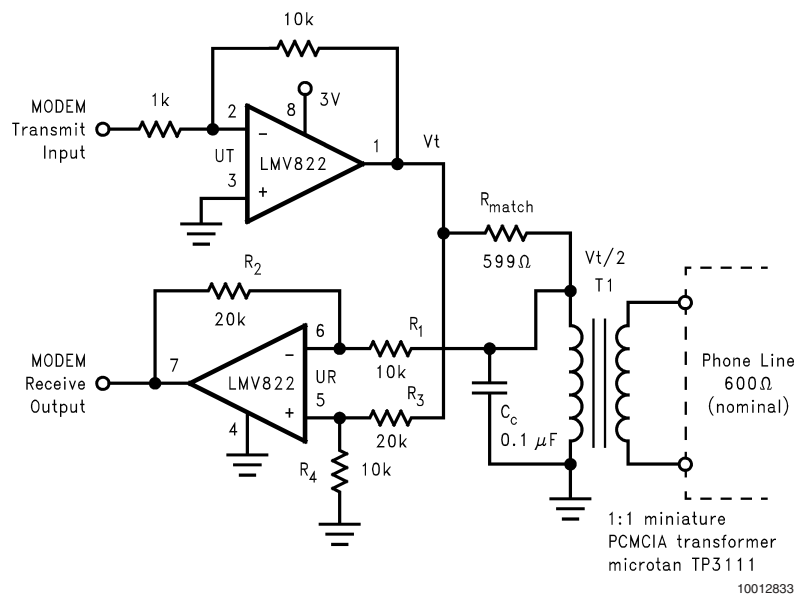 10k
1k
MODEM
Transmit
Input
2
8
3V
UT
LMV822
1
Vt
3
−
+
Rmatch
599Ω
Vt/2
T1
R2
20k
6
R1
10k
MODEM
Receive
Output
7
LMV822
UR
−
+
5
R3
20k
4
R4
10k
Cc
0.1 µF
Phone Line
600Ω
(nominal)
1:1 miniature
PCMCIA transformer
microtan TP3111
10012833